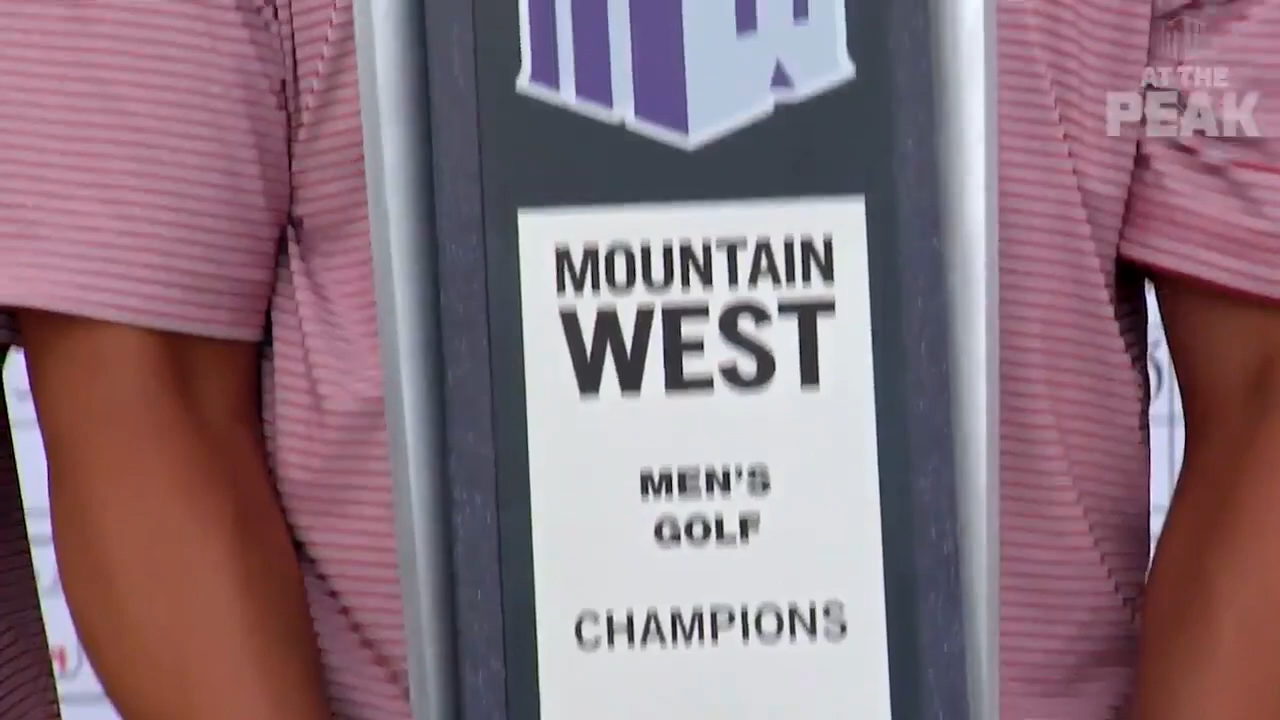 AT THE
PEAK
MOUNTAIN
WEST
MEN'S
GOLF
CHAMPIONS